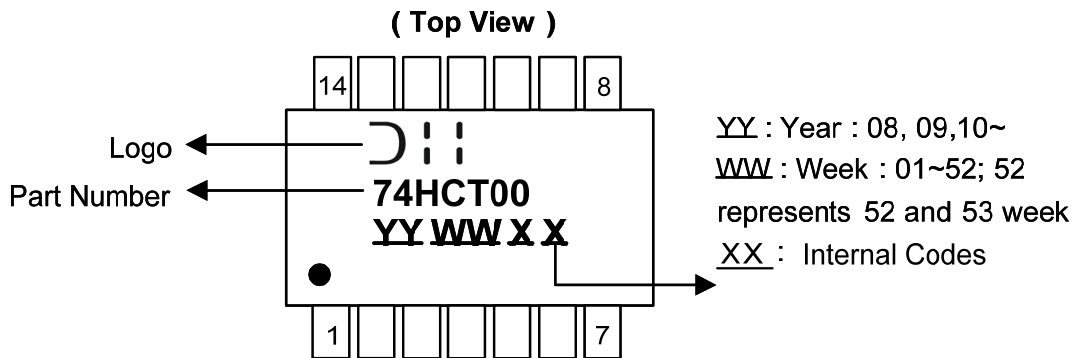 ( Top View )
14 8
Logo
Part Number
74HCT00
YY WW X X
1 7
YY : Year : 08, 09,10~
WW : Week : 01~52; 52
represents 52 and 53 week
XX : Internal Codes